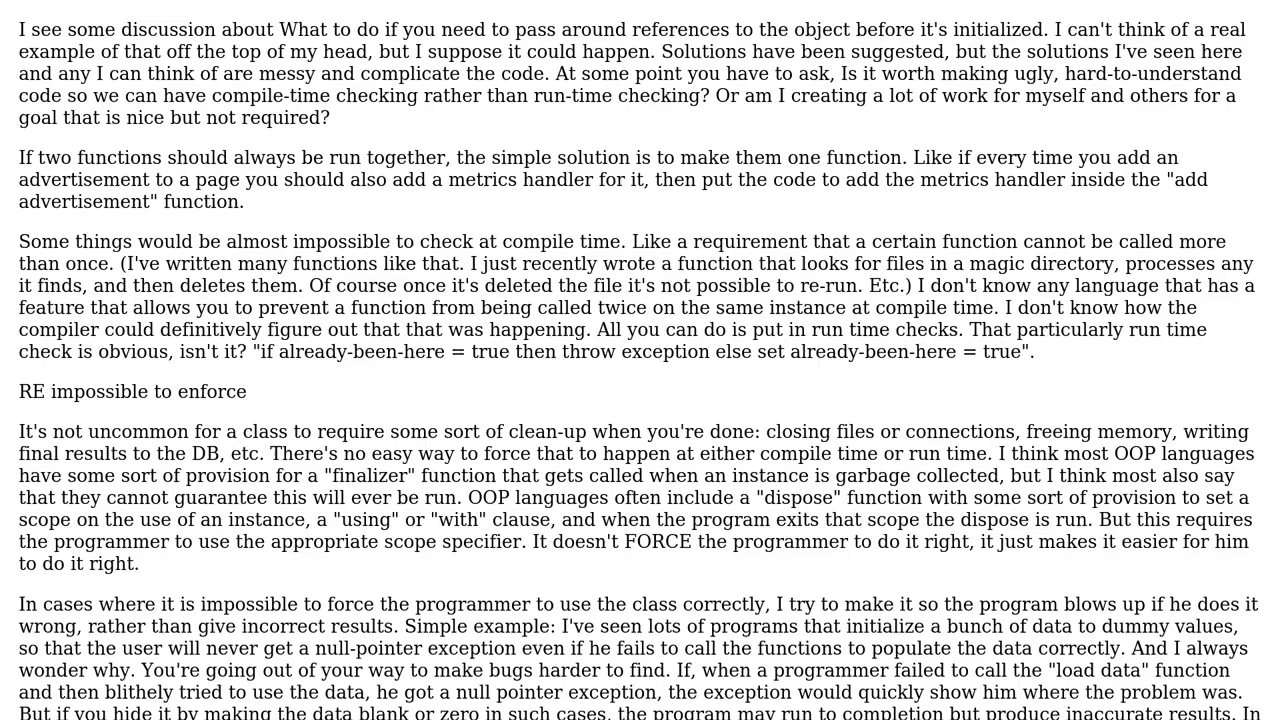 I see some discussion about What to do if you need to pass around references to the object before it's initialized. I can't think of a real
example of that off the top of my head, but I suppose it could happen. Solutions have been suggested, but the solutions I've seen here
and any I can think of are messy and complicate the code. At some point you have to ask, Is it worth making ugly, hard-to-understand
code so we can have compile-time checking rather than run-time checking? Or am I creating a lot of work for myself and others for a
goal that is nice but not required?
If two functions should always be run together, the simple solution is to make them one function. Like if every time you add an
advertisement to a page you should also add a metrics handler for it, then put the code to add the metrics handler inside the "add
advertisement" function.
Some things would be almost impossible to check at compile time. Like a requirement that a certain function cannot be called more
than once. (I've written many functions like that. I just recently wrote a function that looks for files in a magic directory, processes any
it finds, and then deletes them. Of course once it's deleted the file it's not possible to re-run. Etc.) I don't know any language that has a
feature that allows you to prevent a function from being called twice on the same instance at compile time. I don't know how the
compiler could definitively figure out that that was happening. All you can do is put in run time checks. That particularly run time
check is obvious, isn't it? "if already-been-here = true then throw exception else set already-been-here = true".
RE impossible to enforce
It's not uncommon for a class to require some sort of clean-up when you're done: closing files or connections, freeing memory, writing
final results to the DB, etc. There's no easy way to force that to happen at either compile time or run time. I think most OOP languages
have some sort of provision for a "finalizer" function that gets called when an instance is garbage collected, but I think most also say
that they cannot guarantee this will ever be run. OOP languages often include a "dispose" function with some sort of provision to set a
scope on the use of an instance, a "using" or "with" clause, and when the program exits that scope the dispose is run. But this requires
the programmer to use the appropriate scope specifier. It doesn't FORCE the programmer to do it right, it just makes it easier for him
to do it right.
In cases where it is impossible to force the programmer to use the class correctly, I try to make it so the program blows up if he does it
wrong, rather than give incorrect results. Simple example: I've seen lots of programs that initialize a bunch of data to dummy values,
so that the user will never get a null-pointer exception even if he fails to call the functions to populate the data correctly. And I always
wonder why. You're going out of your way to make bugs harder to find. If, when a programmer failed to call the "load data" function
and then blithely tried to use the data, he got a null pointer exception, the exception would quickly show him where the problem was.
But if you hide it by making the data blank or zero in such cases, the program may run to completion but produce inaccurate results. In